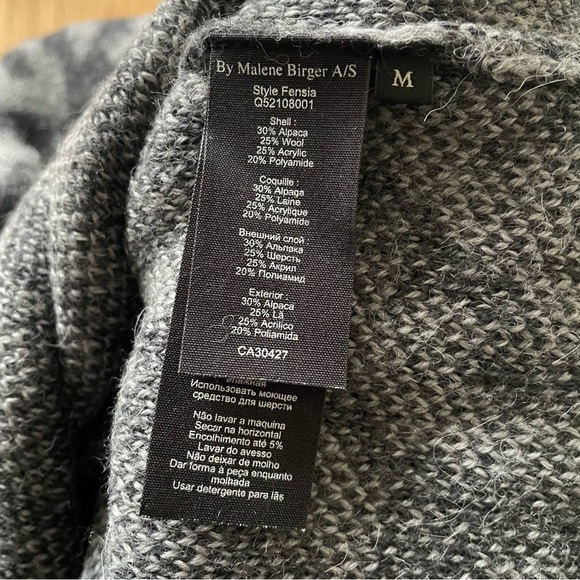 By Malene Birger A/S
M
Style Fensia
Q52108001
Shell :
30% Alpaca
25% Wool
25% Acrylic
20% Polyamide
Coquille :
30% Alpaga
25% Laine
25% Acrylique
20% Polyamide
Внешний слой :
30% Альпака
25% Шерсть
25% Акрил
20% Полиамид
Exterior :
30% Alpaca
25% Lã
25% Acrilico
20% Poliamida
CA30427
влажная
Использовать моющее
средство для шерсти
Não lavar a maquina
Secar na horizontal
Encolhimento até 5%
Lavar do avesso
Não deixar de molho
Dar forma à peça enquanto
molhada
Usar detergente para lãs